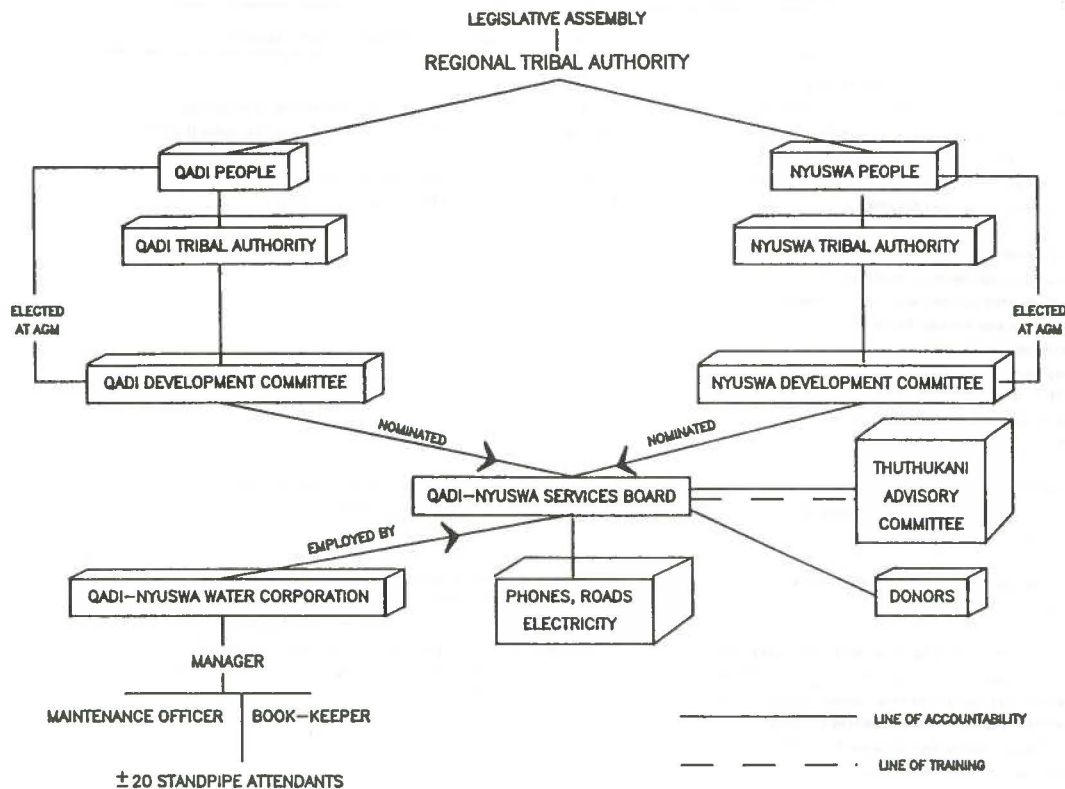 LEGISLATIVE ASSEMBLY
REGIONAL TRIBAL AUTHORITY
QADI PEOPLE
NYUSWA PEOPLE
QADI TRIBAL AUTHORITY
NYUSWA TRIBAL AUTHORITY
ELECTED
AT AGM
ELECTED
AT AGM
QADI DEVELOPMENT COMMITTEE
NYUSWA DEVELOPMENT COMMITTEE
NOMINATED
NOMINATED
QADI-NYUSWA SERVICES BOARD
THUTHUKANI
ADVISORY
COMMITTEE
EMPLOYED BY
QADI-NYUSWA WATER CORPORATION
PHONES, ROADS
ELECTRICITY
DONORS
MANAGER
MAINTENANCE OFFICER
BOOK-KEEPER
±20 STANDPIPE ATTENDANTS
LINE OF ACCOUNTABILITY
LINE OF TRAINING